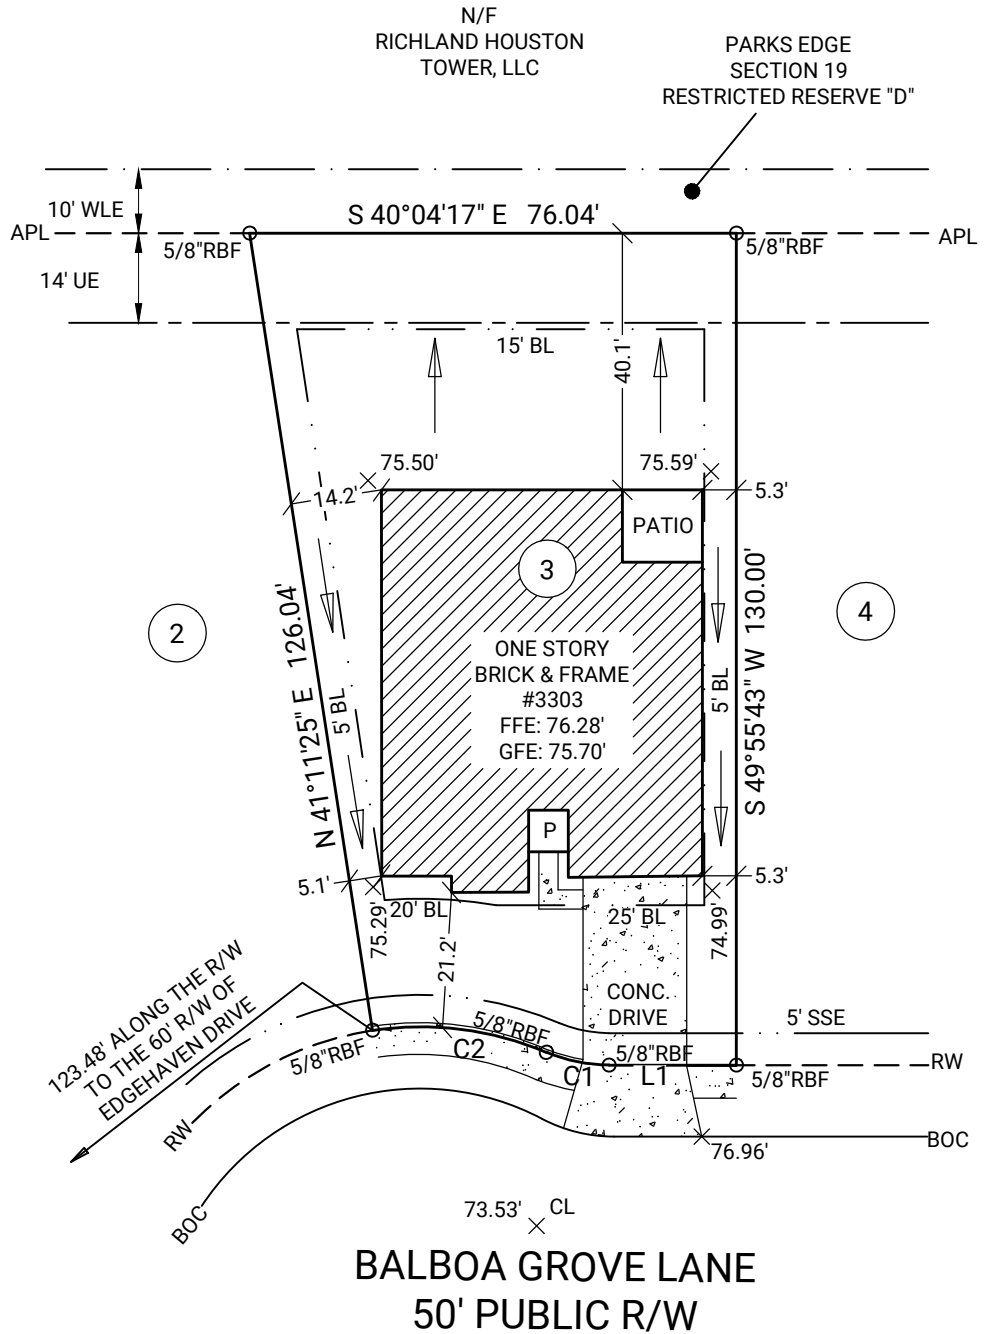 N/F
RICHLAND HOUSTON
TOWER, LLC
PARKS EDGE
SECTION 19
RESTRICTED RESERVE "D"
10' WLE
S 40°04'17" E 76.04'
APL
5/8"RBF
5/8"RBF
APL
14' UE
15' BL
40.1'
75.50'
75.59'
14.2'
5.3'
PATIO
3
2
4
N 41°11'25" E 126.04'
5' BL
ONE STORY
BRICK & FRAME
#3303
FFE: 76.28'
GFE: 75.70'
5' BL
S 49°55'43" W 130.00'
P
5.1'
5.3'
20' BL
25' BL
75.29'
21.2'
74.99'
CONC.
DRIVE
5' SSE
123.48' ALONG THE R/W
TO THE 60' R/W OF
EDGEHAVEN DRIVE
5/8"RBF
5/8"RBF
C2
C1
5/8"RBF
L1
5/8"RBF
RW
RW
BOC
76.96'
BOC
73.53'
CL
BALBOA GROVE LANE
50' PUBLIC R/W